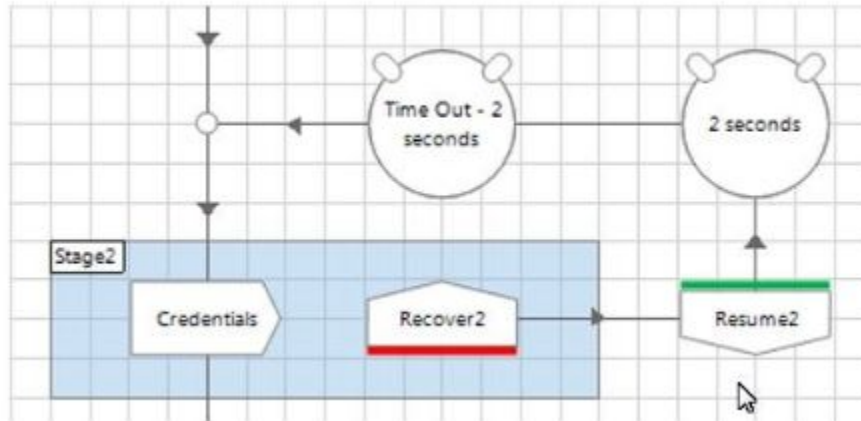 Time Out - 2
seconds
2 seconds
Stage2
Credentials
Recover2
Resume2